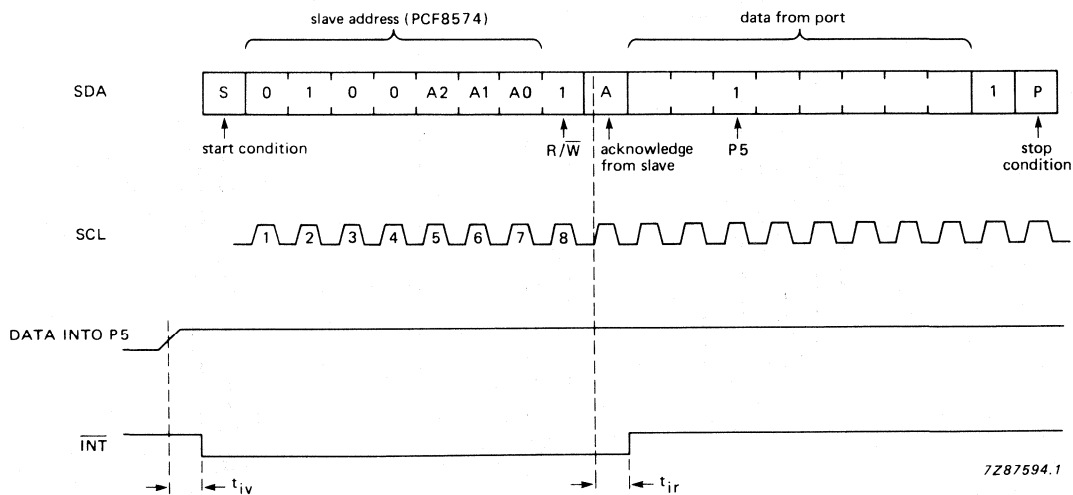 slave address (PCF8574) data from port
SDA S 0 1 0 0 A2 A1 A0 1 A 1 1 P
start condition R/W̅ acknowledge from slave P5 stop condition
SCL 1 2 3 4 5 6 7 8
DATA INTO P5
I̅N̅T̅
t_iv t_ir
7Z87594.1